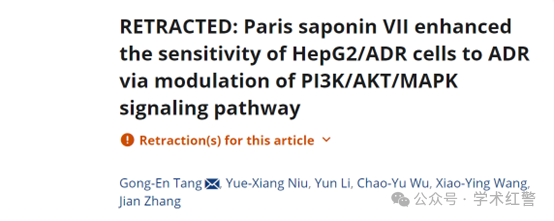 RETRACTED: Paris saponin VII enhanced
the sensitivity of HepG2/ADR cells to ADR
via modulation of PI3K/AKT/MAPK
signaling pathway
Retraction(s) for this article
Gong-En Tang, Yue-Xiang Niu, Yun Li, Chao-Yu Wu, Xiao-Ying Wang,
Jian Zhang
公众号 · 学术红警